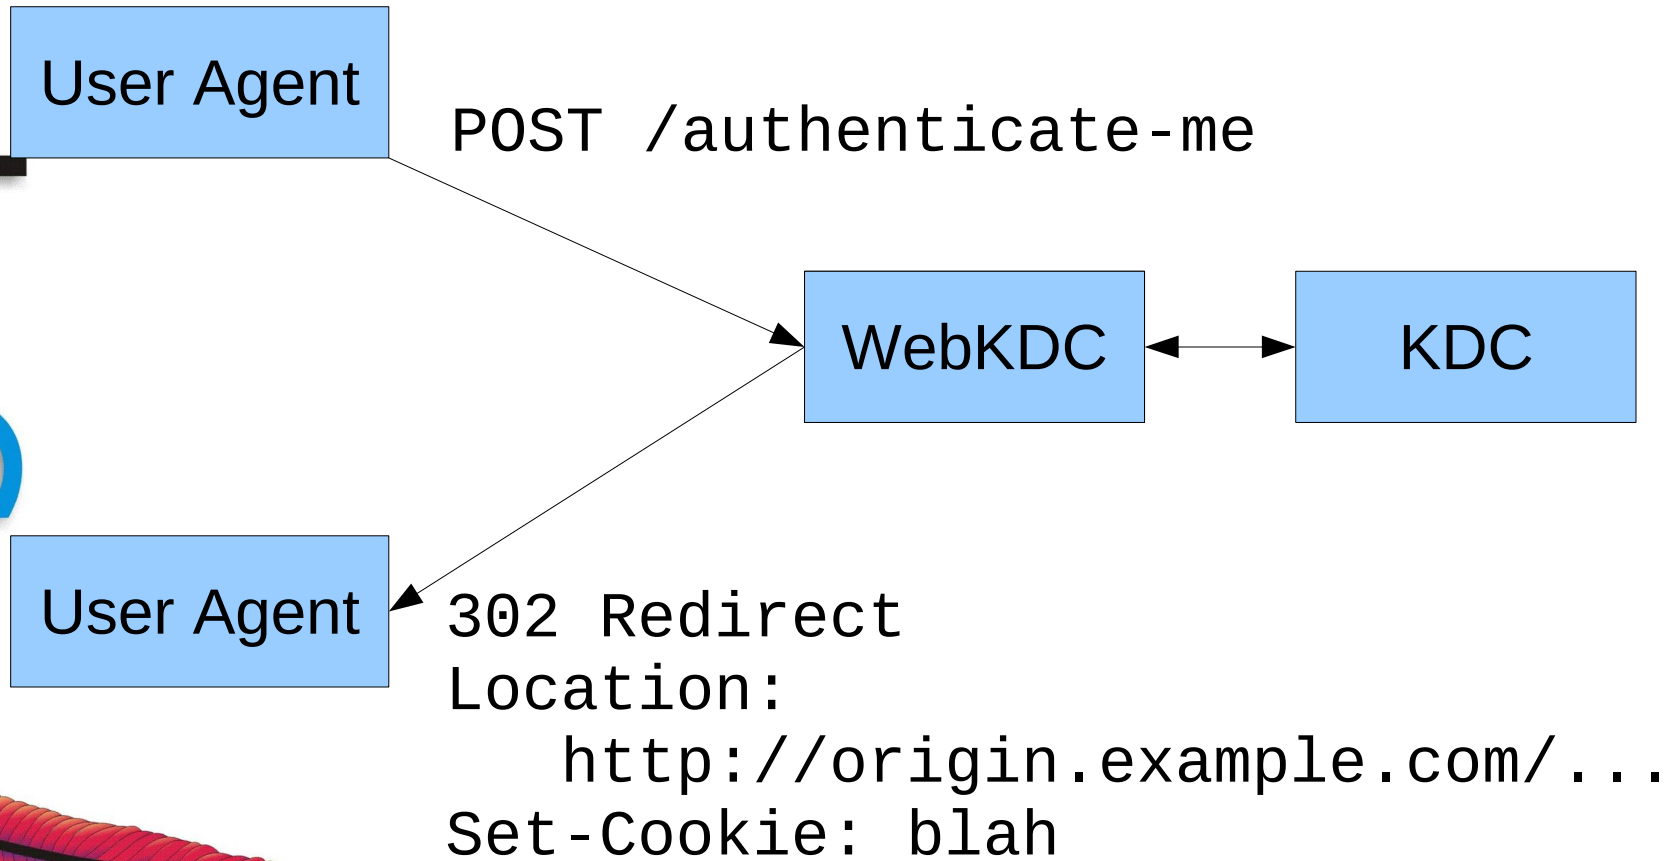 User Agent
POST /authenticate-me
WebKDC
KDC
User Agent
302 Redirect
Location:
http://origin.example.com/...
Set-Cookie: blah